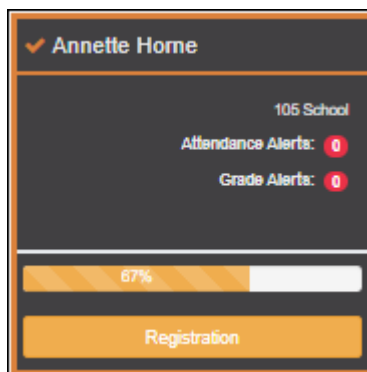 Annette Horne
105 School
Attendance Alerts: 0
Grade Alerts: 0
67%
Registration